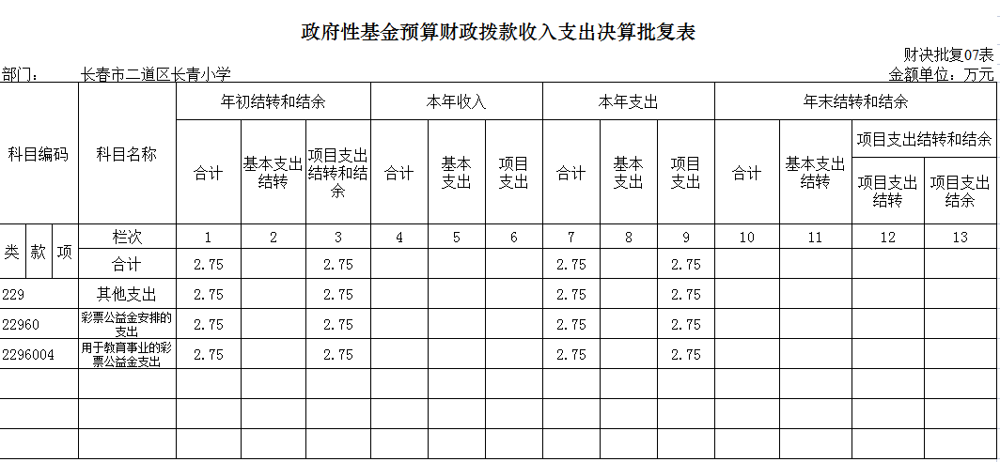 政府性基金预算财政拨款收入支出决算批复表
财决批复07表
部门： 长春市二道区长青小学 金额单位：万元
科目编码 科目名称 年初结转和结余 本年收入 本年支出 年末结转和结余
合计 基本支出结转 项目支出结转和结余 合计 基本支出 项目支出 合计 基本支出 项目支出 合计 基本支出结转 项目支出结转和结余
项目支出结转 项目支出结余
类 款 项 栏次 1 2 3 4 5 6 7 8 9 10 11 12 13
合计 2.75 2.75 2.75 2.75
229 其他支出 2.75 2.75 2.75 2.75
22960 彩票公益金安排的支出 2.75 2.75 2.75 2.75
2296004 用于教育事业的彩票公益金支出 2.75 2.75 2.75 2.75